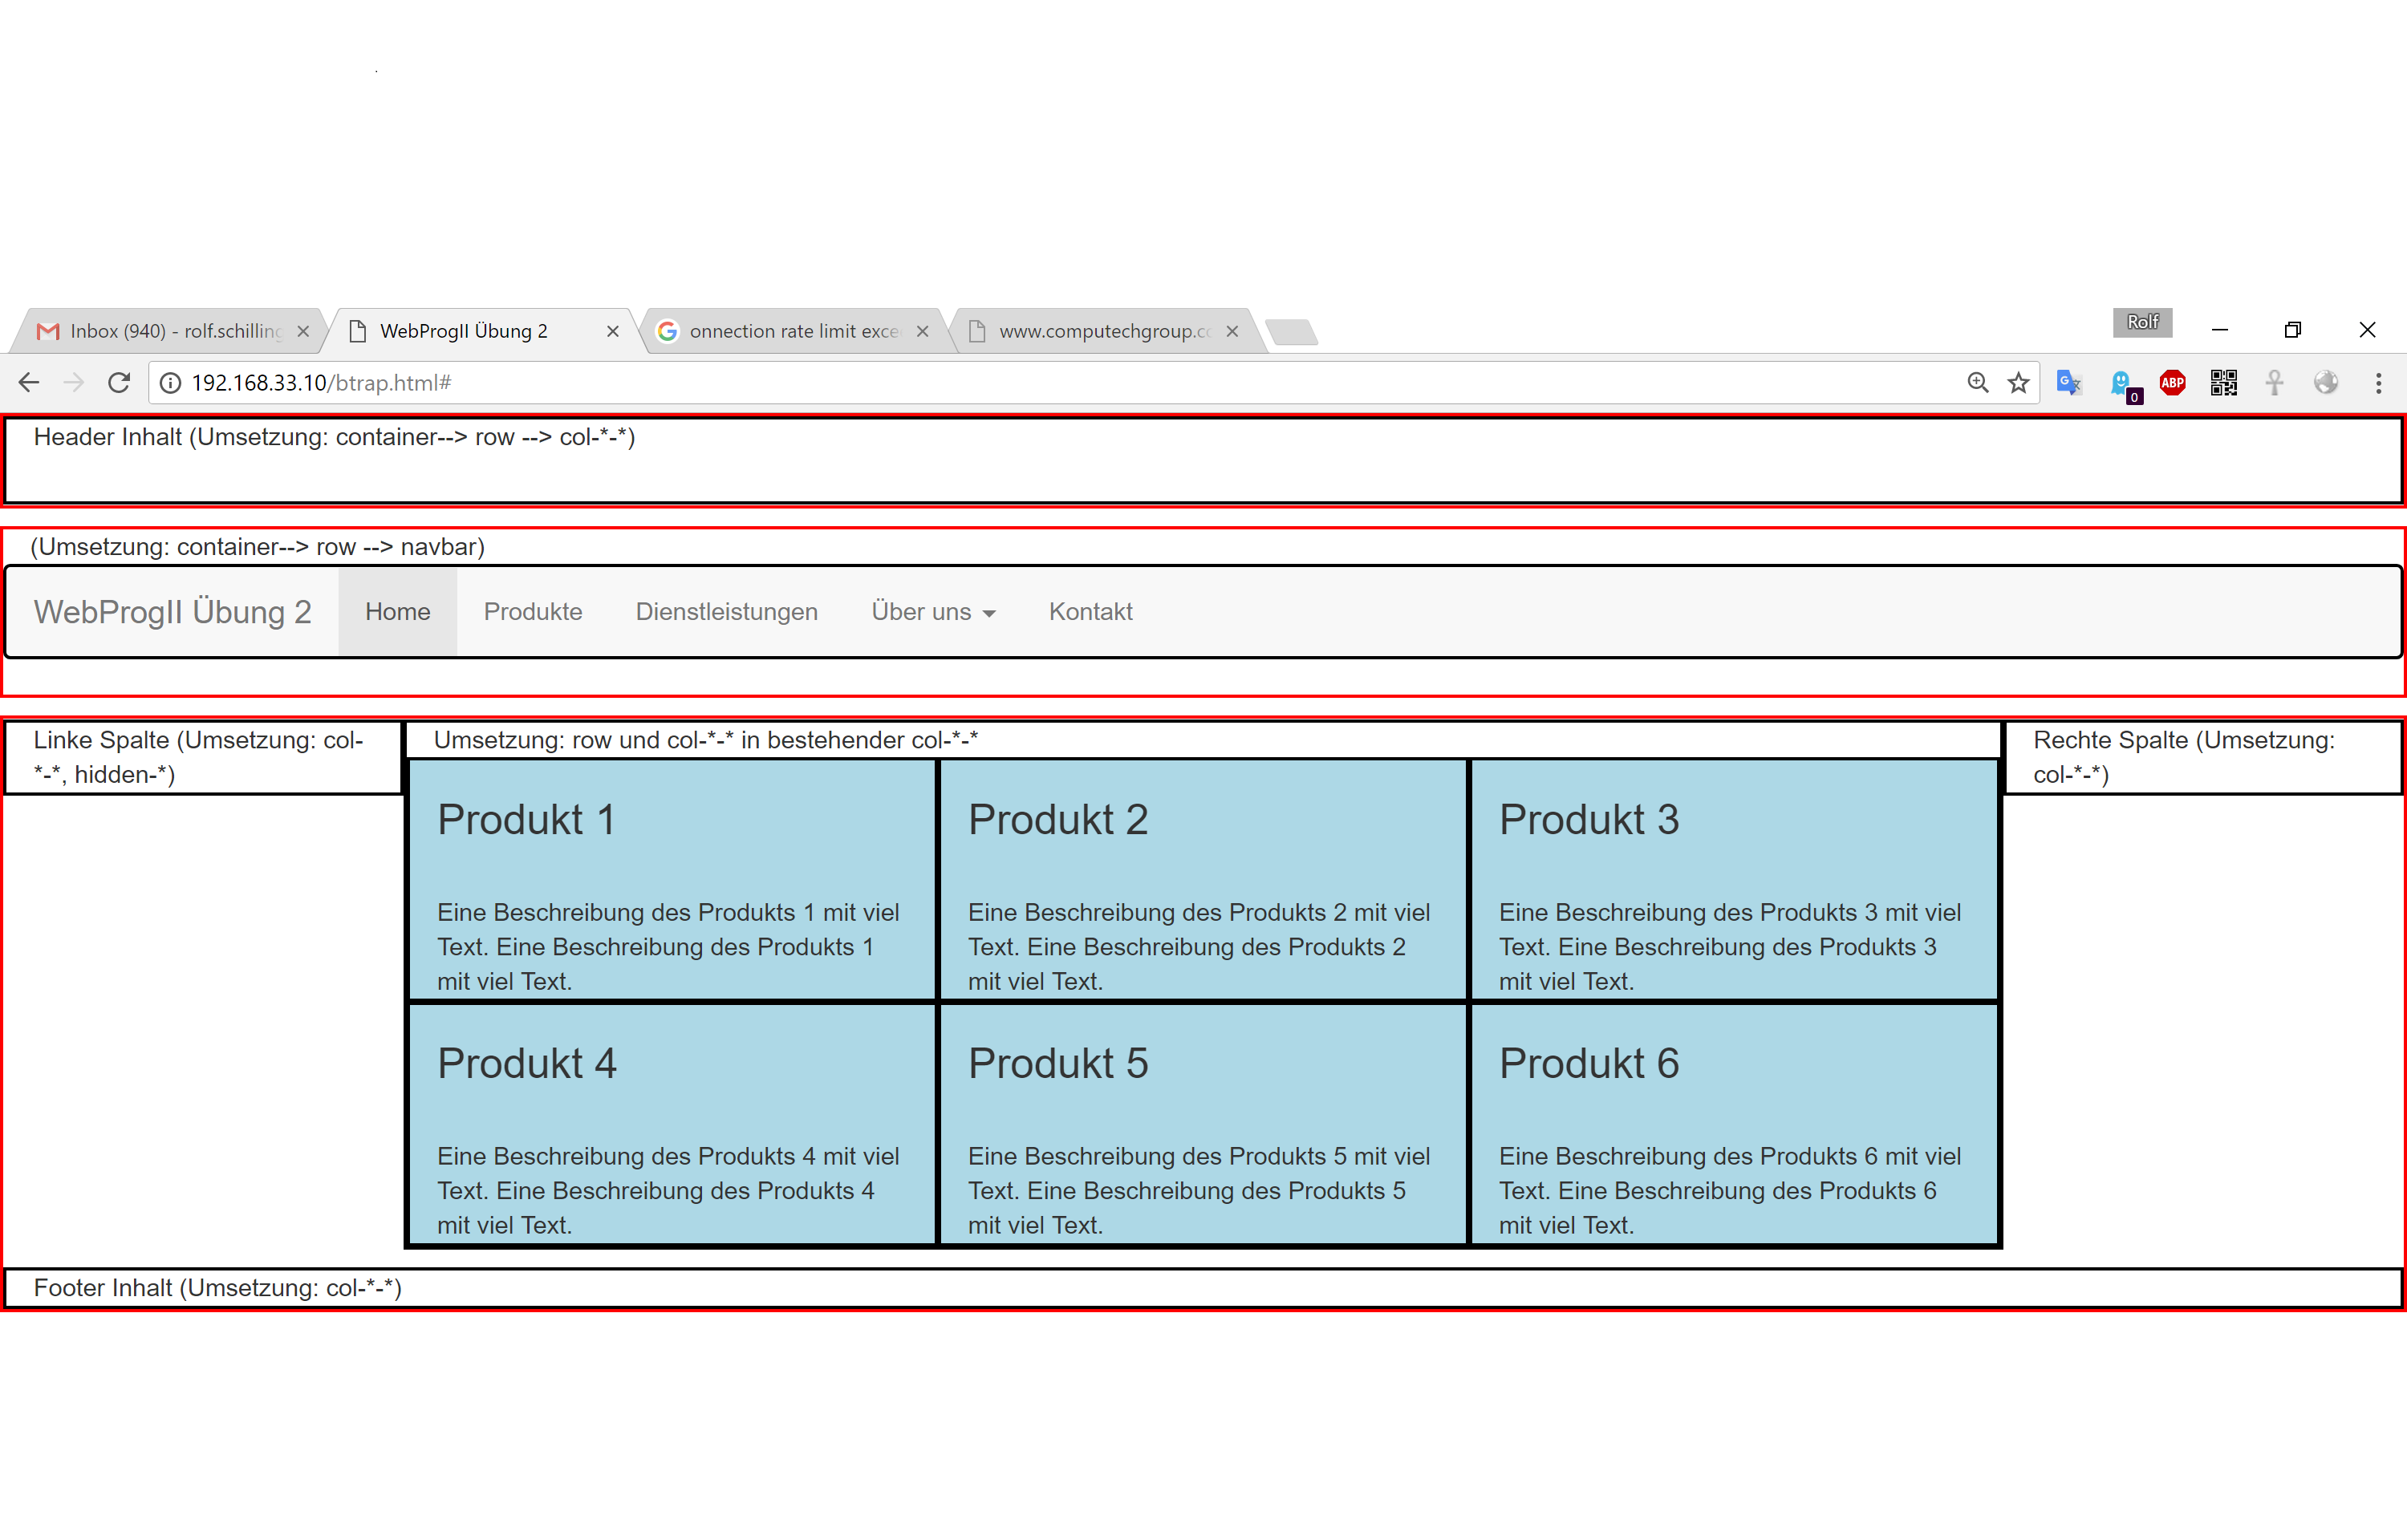 Inbox (940) - rolf.schilling
WebProgII Übung 2
onnection rate limit exce
www.computechgroup.co
Rolf
192.168.33.10/btrap.html#
ABP
0
Header Inhalt (Umsetzung: container--> row --> col-*-*)
(Umsetzung: container--> row --> navbar)
WebProgII Übung 2
Home
Produkte
Dienstleistungen
Über uns
Kontakt
Linke Spalte (Umsetzung: col-
*-*, hidden-*)
Umsetzung: row und col-*-* in bestehender col-*-*
Rechte Spalte (Umsetzung:
col-*-*)
Produkt 1
Eine Beschreibung des Produkts 1 mit viel
Text. Eine Beschreibung des Produkts 1
mit viel Text.
Produkt 2
Eine Beschreibung des Produkts 2 mit viel
Text. Eine Beschreibung des Produkts 2
mit viel Text.
Produkt 3
Eine Beschreibung des Produkts 3 mit viel
Text. Eine Beschreibung des Produkts 3
mit viel Text.
Produkt 4
Eine Beschreibung des Produkts 4 mit viel
Text. Eine Beschreibung des Produkts 4
mit viel Text.
Produkt 5
Eine Beschreibung des Produkts 5 mit viel
Text. Eine Beschreibung des Produkts 5
mit viel Text.
Produkt 6
Eine Beschreibung des Produkts 6 mit viel
Text. Eine Beschreibung des Produkts 6
mit viel Text.
Footer Inhalt (Umsetzung: col-*-*)